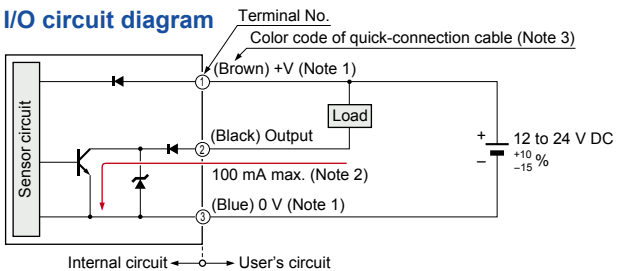 I/O circuit diagram
Terminal No.
Color code of quick-connection cable (Note 3)
1
(Brown) +V (Note 1)
Sensor circuit
Load
2
(Black) Output
+
12 to 24 V DC
–
+10
–15 %
100 mA max. (Note 2)
3
(Blue) 0 V (Note 1)
Internal circuit
User's circuit